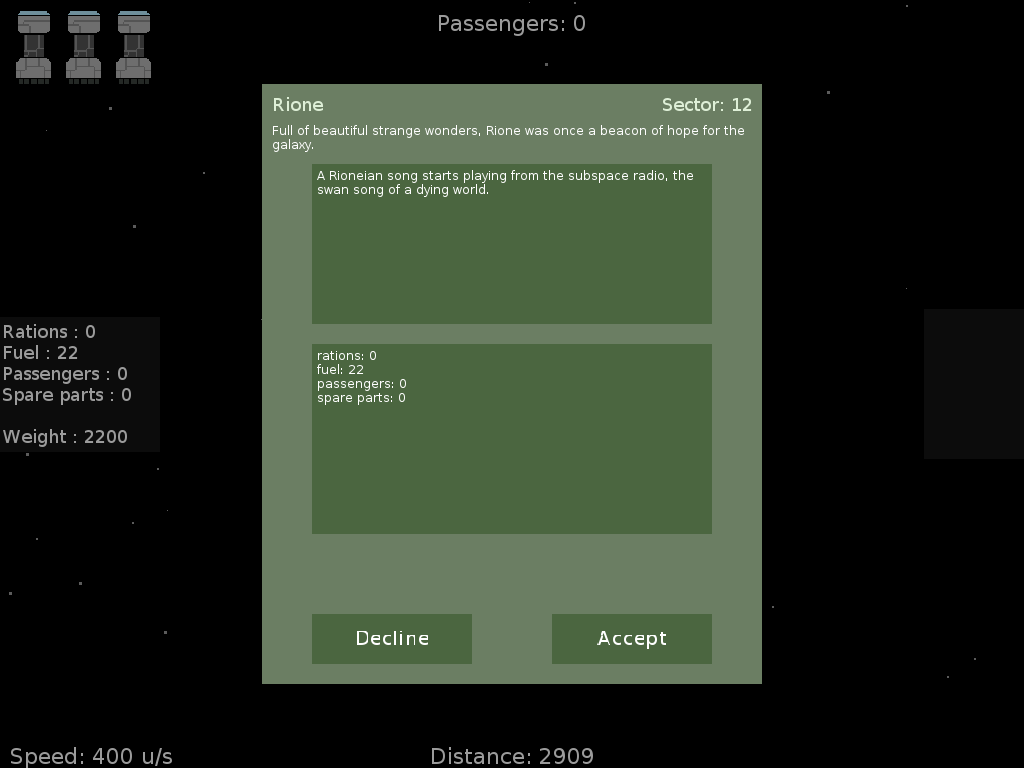 Passengers: 0
Rione
Sector: 12
Full of beautiful strange wonders, Rione was once a beacon of hope for the
galaxy.
A Rioneian song starts playing from the subspace radio, the
swan song of a dying world.
Rations : 0
Fuel : 22
Passengers : 0
Spare parts : 0
Weight : 2200
rations: 0
fuel: 22
passengers: 0
spare parts: 0
Decline
Accept
Speed: 400 u/s
Distance: 2909